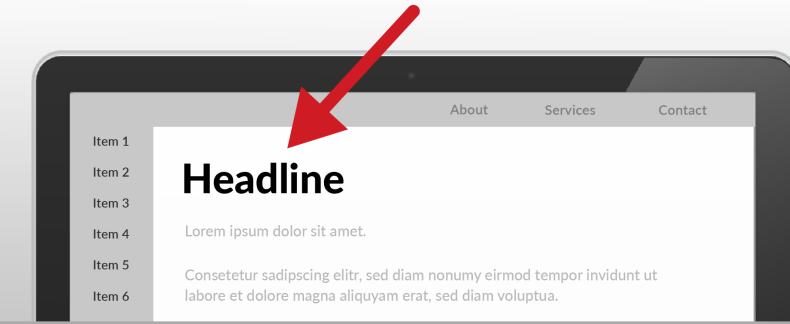 About Services Contact
Item 1
Item 2
Item 3
Item 4
Item 5
Item 6
Headline
Lorem ipsum dolor sit amet.
Consetetur sadipscing elitr, sed diam nonumy eirmod tempor invidunt ut
labore et dolore magna aliquyam erat, sed diam voluptua.